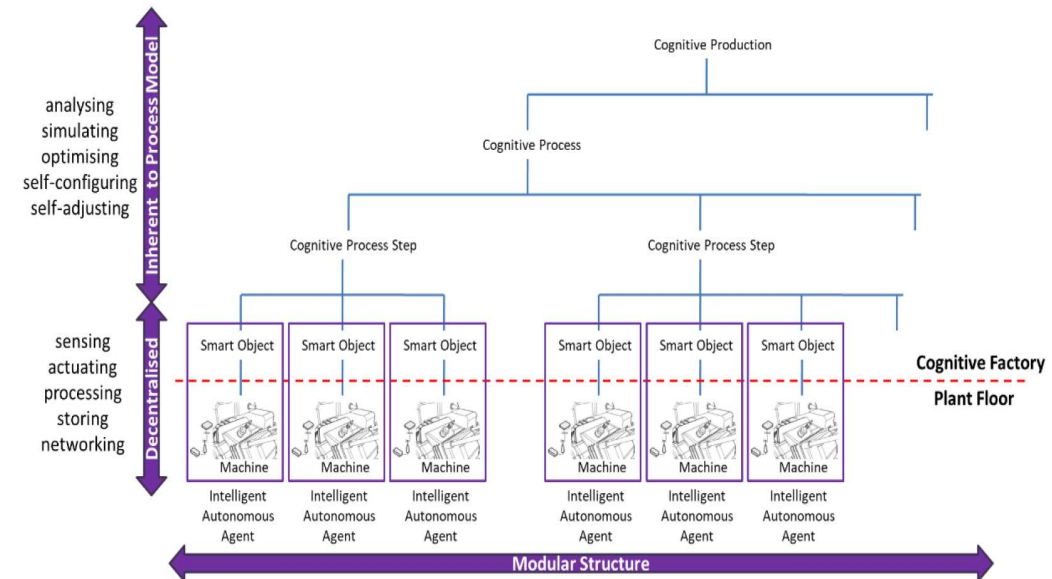 Cognitive Production
Inherent to Process Model
analysing
simulating
optimising
self-configuring
self-adjusting
Cognitive Process
Cognitive Process Step
Cognitive Process Step
Decentralised
sensing
actuating
processing
storing
networking
Smart Object
Smart Object
Smart Object
Smart Object
Smart Object
Smart Object
Cognitive Factory
Plant Floor
Machine
Machine
Machine
Machine
Machine
Machine
Intelligent
Autonomous
Agent
Intelligent
Autonomous
Agent
Intelligent
Autonomous
Agent
Intelligent
Autonomous
Agent
Intelligent
Autonomous
Agent
Intelligent
Autonomous
Agent
Modular Structure